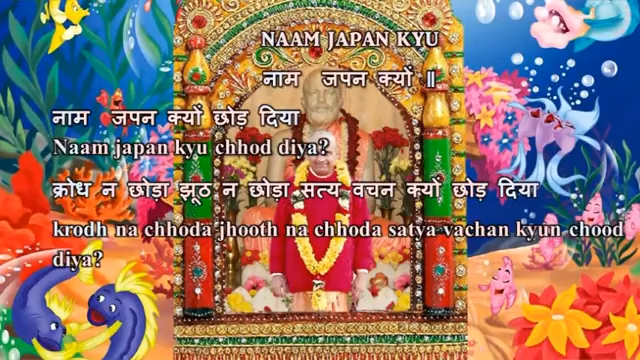 NAAM JAPAN KYU
नाम जपन क्यों ॥
नाम जपन क्यों छोड़ दिया
Naam japan kyu chhod diya?
क्रोध न छोड़ा झूठ न छोड़ा सत्य वचन क्यों छोड़ दिया
krodh na chhoda jhooth na chhoda satya vachan kyun chood
diya?